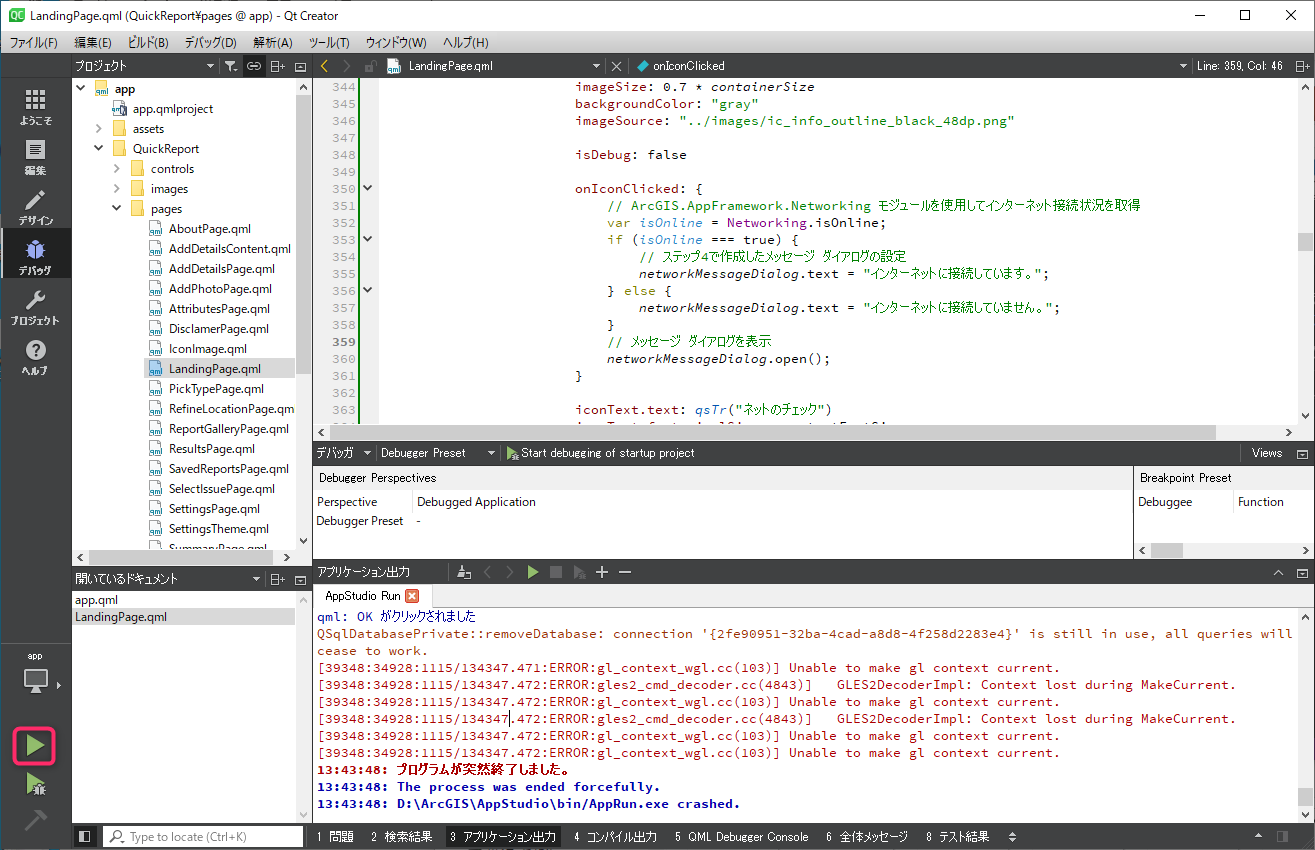 LandingPage.qml (QuickReport¥pages @ app) - Qt Creator
ファイル(F) 編集(E) ビルド(B) デバッグ(D) 解析(A) ツール(T) ウィンドウ(W) ヘルプ(H)
プロジェクト
LandingPage.qml
onIconClicked
Line: 359, Col: 46
ようこそ
編集
デザイン
デバッグ
プロジェクト
ヘルプ
app
app.qmlproject
assets
QuickReport
controls
images
pages
AboutPage.qml
AddDetailsContent.qml
AddDetailsPage.qml
AddPhotoPage.qml
AttributesPage.qml
DisclamerPage.qml
IconImage.qml
LandingPage.qml
PickTypePage.qml
RefineLocationPage.qm
ReportGalleryPage.qml
ResultsPage.qml
SavedReportsPage.qml
SelectIssuePage.qml
SettingsPage.qml
SettingsTheme.qml
SummaryPage.qml
344 imageSize: 0.7 * containerSize
345 backgroundColor: "gray"
346 imageSource: "../images/ic_info_outline_black_48dp.png"
347
348 isDebug: false
349
350 onIconClicked: {
351 // ArcGIS.AppFramework.Networking モジュールを使用してインターネット接続状況を取得
352 var isOnline = Networking.isOnline;
353 if (isOnline === true) {
354 // ステップ4で作成したメッセージ ダイアログの設定
355 networkMessageDialog.text = "インターネットに接続しています。";
356 } else {
357 networkMessageDialog.text = "インターネットに接続していません。";
358 }
359 // メッセージ ダイアログを表示
360 networkMessageDialog.open();
361 }
362
363 iconText.text: qsTr("ネットのチェック")
デバッガ Debugger Preset Start debugging of startup project Views
Debugger Perspectives
Breakpoint Preset
Perspective Debugged Application
Debuggee Function
Debugger Preset -
開いているドキュメント
app.qml
LandingPage.qml
アプリケーション出力
AppStudio Run
qml: OK がクリックされました
QSqlDatabasePrivate::removeDatabase: connection '{2fe90951-32ba-4cad-a8d8-4f258d2283e4}' is still in use, all queries will
cease to work.
[39348:34928:1115/134347.471:ERROR:gl_context_wgl.cc(103)] Unable to make gl context current.
[39348:34928:1115/134347.472:ERROR:gles2_cmd_decoder.cc(4843)] GLES2DecoderImpl: Context lost during MakeCurrent.
[39348:34928:1115/134347.472:ERROR:gl_context_wgl.cc(103)] Unable to make gl context current.
[39348:34928:1115/134347.472:ERROR:gles2_cmd_decoder.cc(4843)] GLES2DecoderImpl: Context lost during MakeCurrent.
[39348:34928:1115/134347.472:ERROR:gl_context_wgl.cc(103)] Unable to make gl context current.
[39348:34928:1115/134347.472:ERROR:gl_context_wgl.cc(103)] Unable to make gl context current.
13:43:48: プログラムが突然終了しました。
13:43:48: The process was ended forcefully.
13:43:48: D:\ArcGIS\AppStudio\bin/AppRun.exe crashed.
app
Type to locate (Ctrl+K)
1 問題 2 検索結果 3 アプリケーション出力 4 コンパイル出力 5 QML Debugger Console 6 全体メッセージ 8 テスト結果